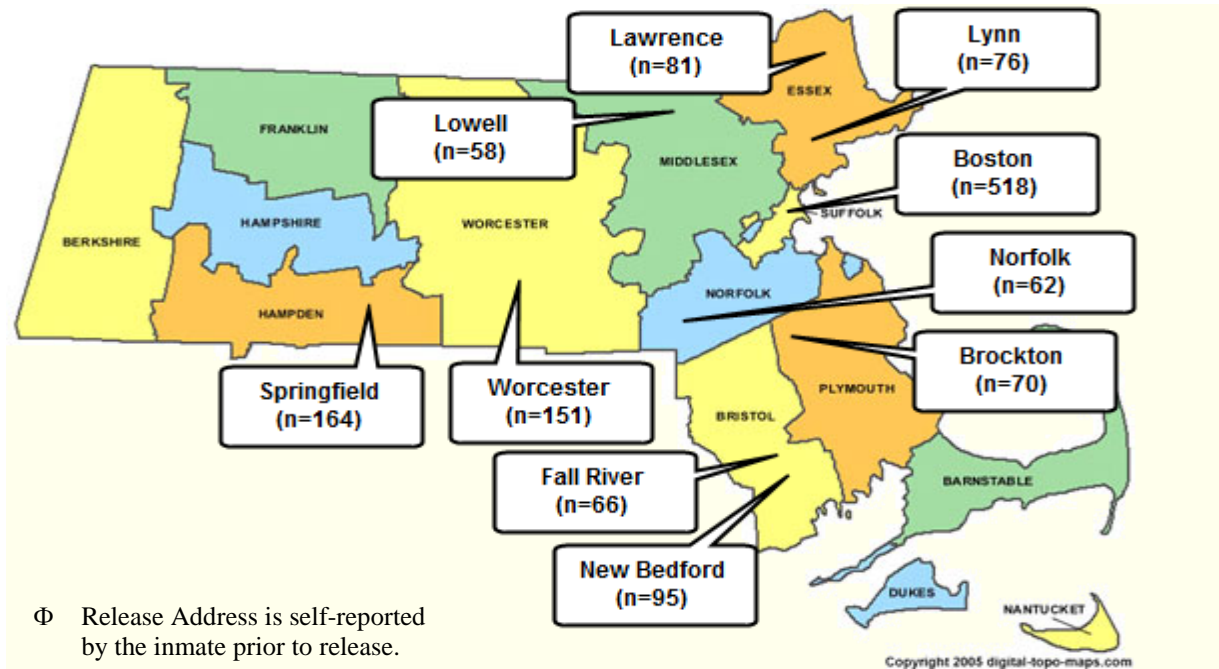 Lawrence
(n=81)
Lynn
(n=76)
ESSEX
Lowell
(n=58)
FRANKLIN
MIDDLESEX
Boston
(n=518)
SUFFOLK
HAMPSHIRE
WORCESTER
BERKSHIRE
Norfolk
(n=62)
NORFOLK
HAMPDEN
Springfield
(n=164)
Worcester
(n=151)
Brockton
(n=70)
PLYMOUTH
BRISTOL
Fall River
(n=66)
BARNSTABLE
New Bedford
(n=95)
DUKES
NANTUCKET
Φ Release Address is self-reported
by the inmate prior to release.
Copyright 2005 digital-topo-maps.com